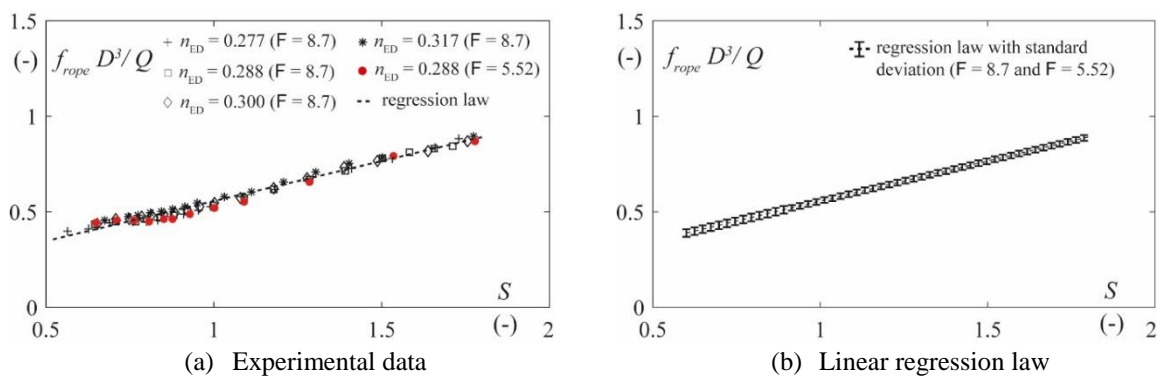 1.5
(-)
f_rope D³/Q
+ n_ED = 0.277 (F = 8.7)
□ n_ED = 0.288 (F = 8.7)
◇ n_ED = 0.300 (F = 8.7)
✱ n_ED = 0.317 (F = 8.7)
● n_ED = 0.288 (F = 5.52)
regression law
1
0.5
0
0.5
1
1.5
2
S
(-)
(a) Experimental data
1.5
(-)
f_rope D³/Q
regression law with standard
deviation (F = 8.7 and F = 5.52)
1
0.5
0
0.5
1
1.5
2
S
(-)
(b) Linear regression law